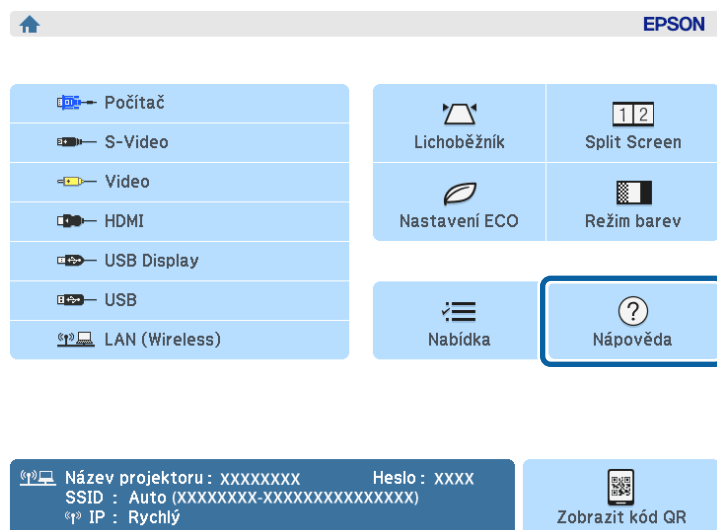 EPSON
Počítač
S-Video
Video
HDMI
USB Display
USB
LAN (Wireless)
Lichoběžník
1 2
Split Screen
Nastavení ECO
Režim barev
Nabídka
?
Nápověda
Název projektoru : XXXXXXXX Heslo : XXXX
SSID : Auto (XXXXXXXX-XXXXXXXXXXXXXXX)
IP : Rychlý
Zobrazit kód QR